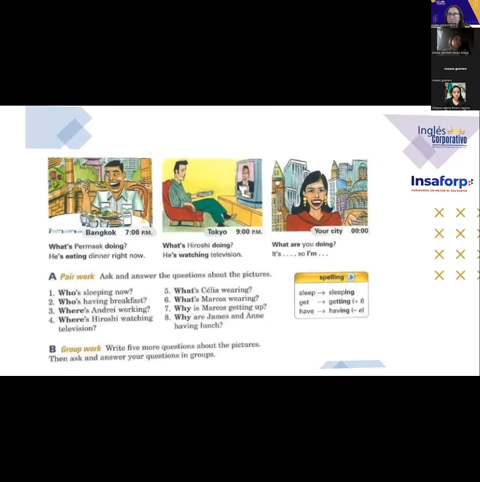 Inglés
Corporativo
Insaforp
Bangkok 7:00 P.M.
Tokyo 9:00 P.M.
Your city 00:00
What's Permsak doing?
He's eating dinner right now.
What's Hiroshi doing?
He's watching television.
What are you doing?
It's . . . , so I'm . . .
A Pair work Ask and answer the questions about the pictures.
1. Who's sleeping now?
2. Who's having breakfast?
3. Where's Andrei working?
4. Where's Hiroshi watching
television?
5. What's Célia wearing?
6. What's Marcos wearing?
7. Why is Marcos getting up?
8. Why are James and Anne
having lunch?
spelling
sleep → sleeping
get → getting (+ t)
have → having (– e)
B Group work Write five more questions about the pictures.
Then ask and answer your questions in groups.